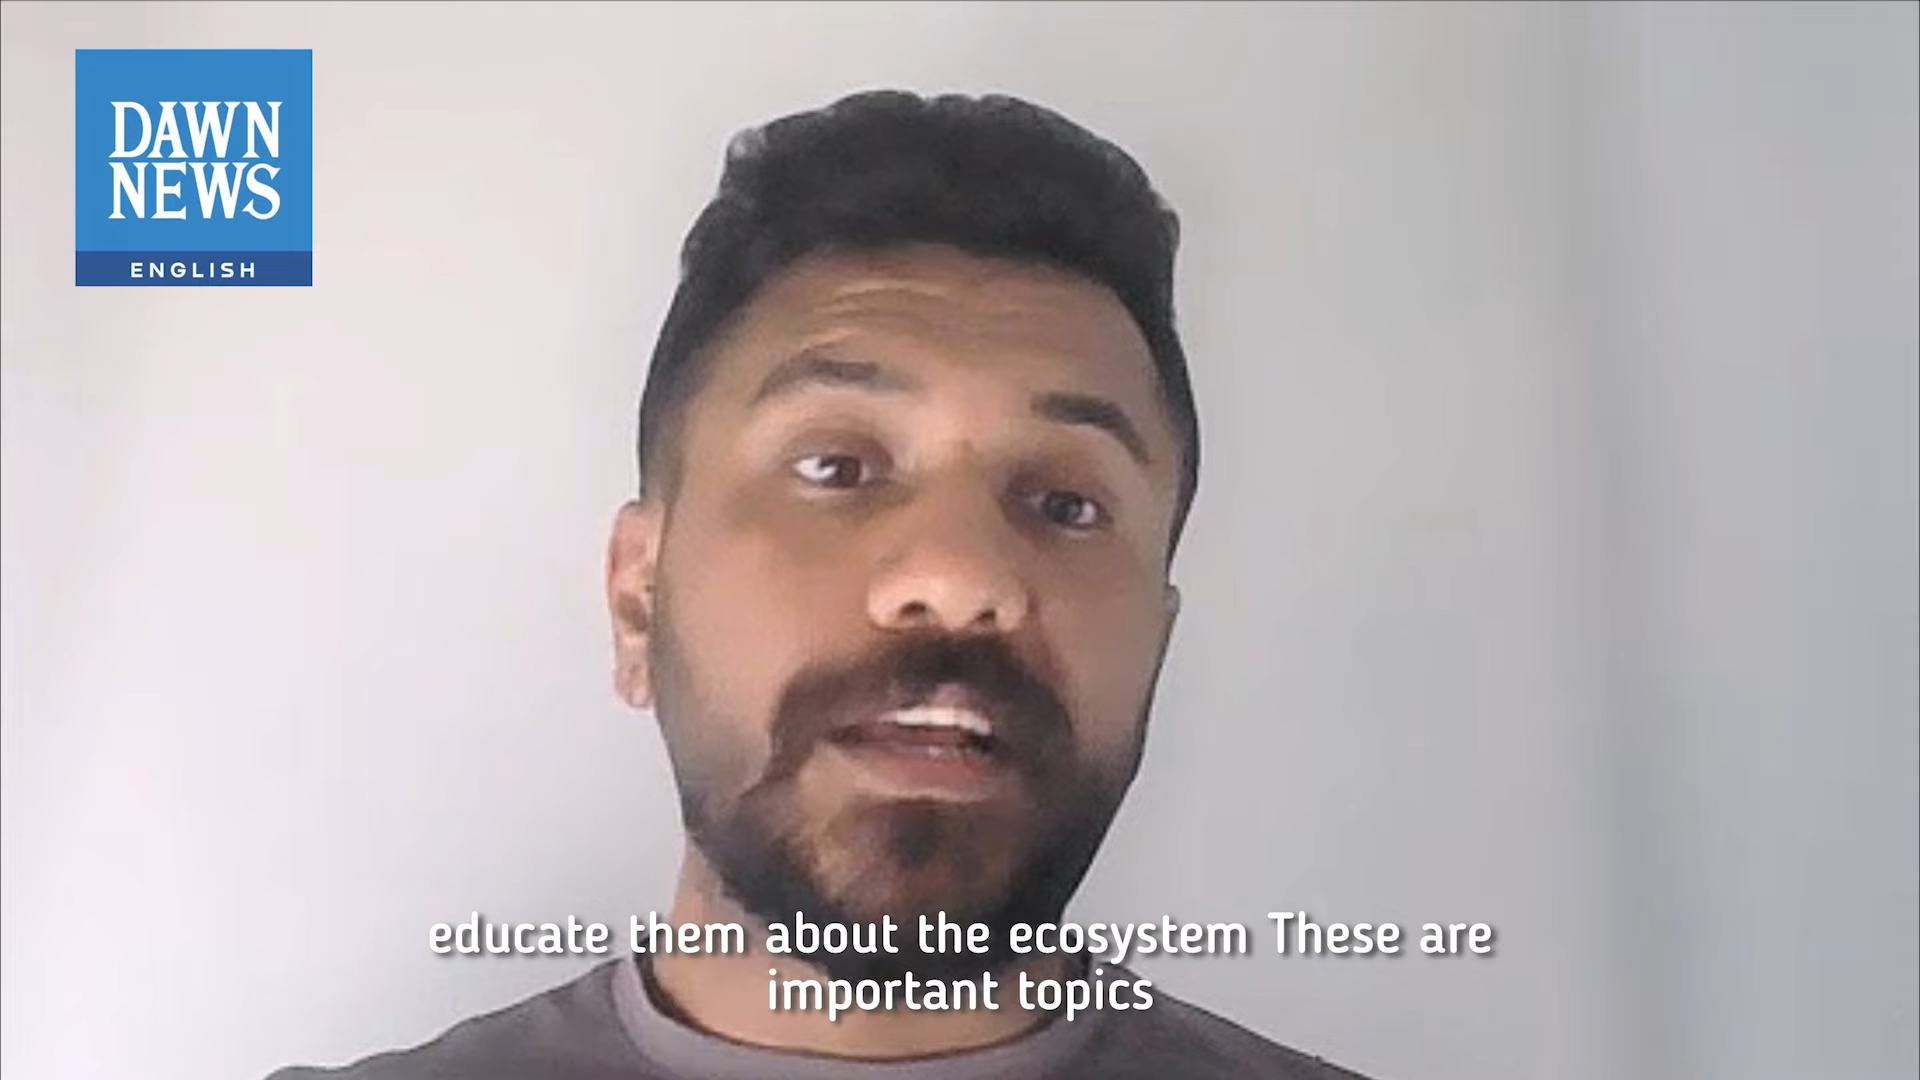 DAWN
NEWS
ENGLISH
educate them about the ecosystem These are
important topics